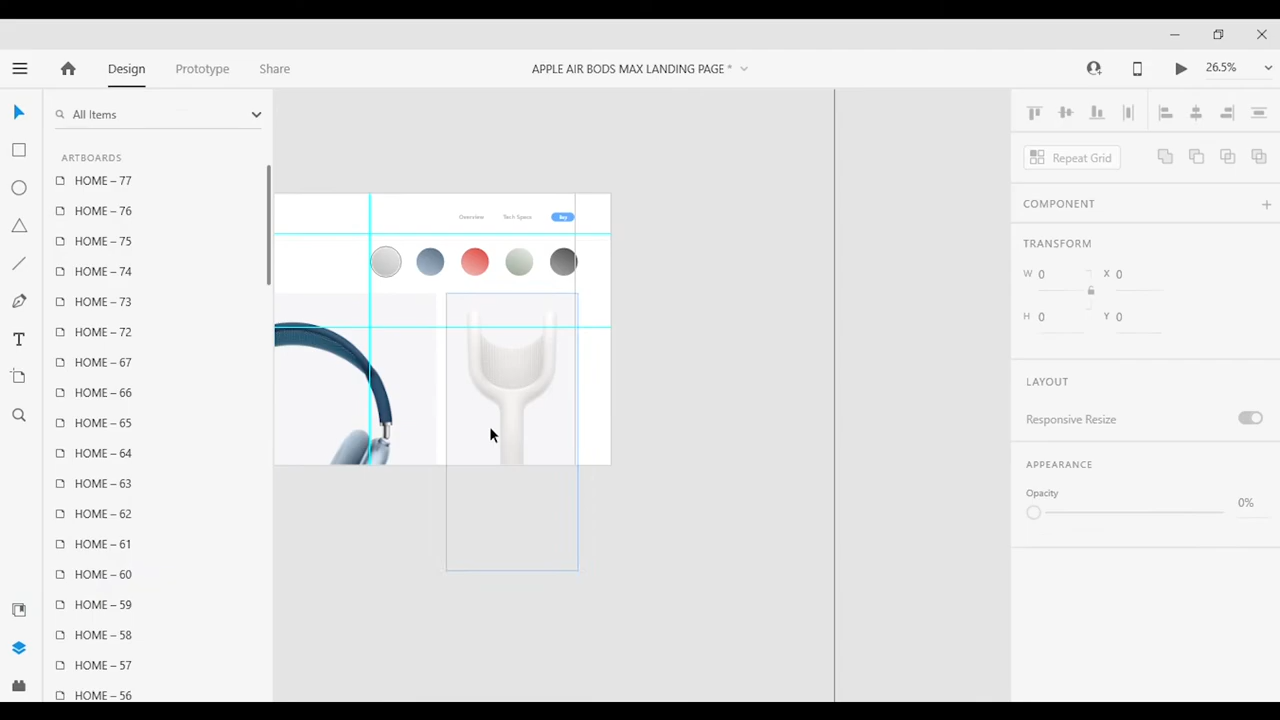 Design
Prototype
Share
APPLE AIR BODS MAX LANDING PAGE *
26.5%
All Items
ARTBOARDS
HOME – 77
HOME – 76
HOME – 75
HOME – 74
HOME – 73
HOME – 72
HOME – 67
HOME – 66
HOME – 65
HOME – 64
HOME – 63
HOME – 62
HOME – 61
HOME – 60
HOME – 59
HOME – 58
HOME – 57
HOME – 56
Overview
Tech Space
Buy
Repeat Grid
COMPONENT
TRANSFORM
W 0
X 0
H 0
Y 0
LAYOUT
Responsive Resize
APPEARANCE
Opacity
0%